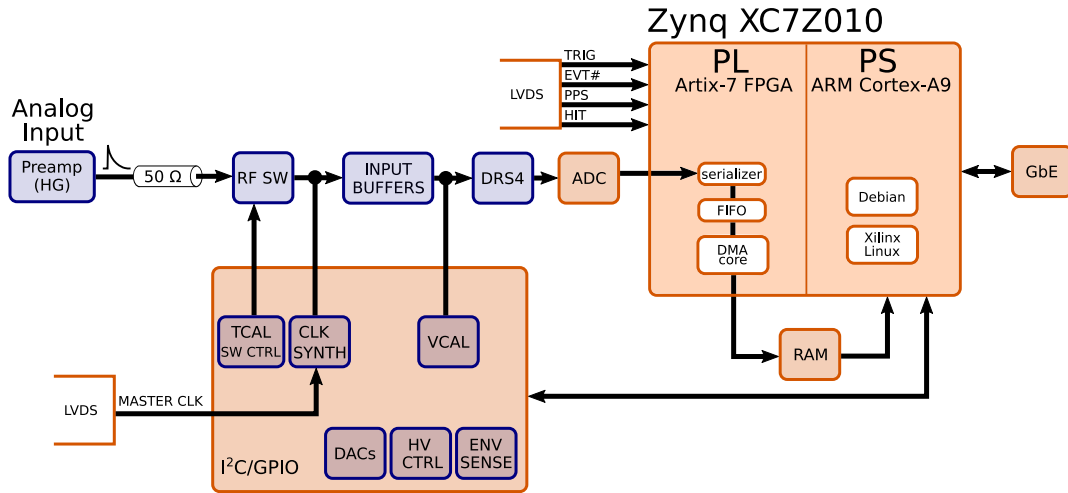 Zynq XC7Z010
TRIG
EVT#
PPS
HIT
LVDS
PL
Artix-7 FPGA
PS
ARM Cortex-A9
Analog
Input
Preamp
(HG)
50 Ω
RF SW
INPUT
BUFFERS
DRS4
ADC
serializer
FIFO
DMA
core
Debian
Xilinx
Linux
GbE
TCAL
SW CTRL
CLK
SYNTH
VCAL
RAM
LVDS
MASTER CLK
DACs
HV
CTRL
ENV
SENSE
I²C/GPIO